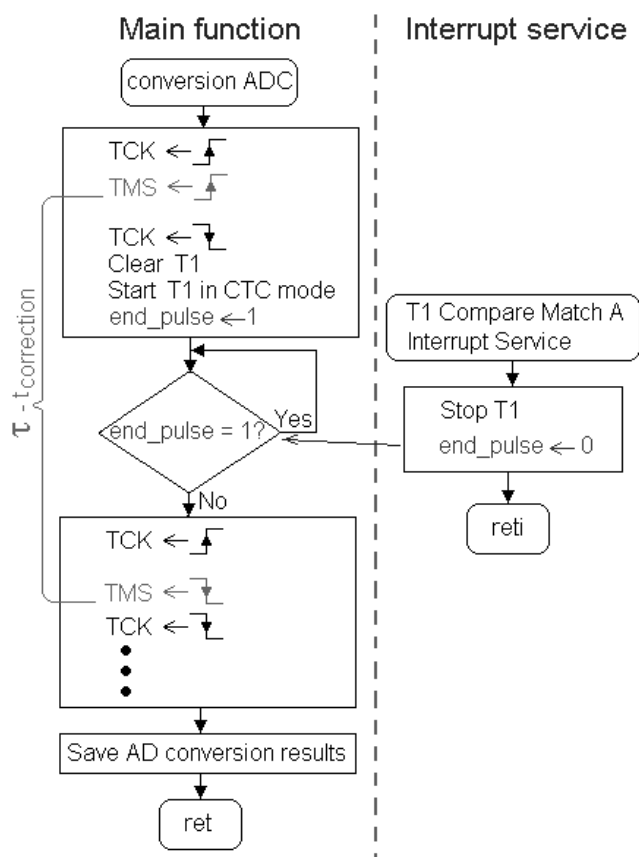 Main function
Interrupt service
conversion ADC
TCK ←
TMS ←
TCK ←
Clear T1
Start T1 in CTC mode
end_pulse ←1
τ - tcorrection
end_pulse = 1?
Yes
No
TCK ←
TMS ←
TCK ←
Save AD conversion results
ret
T1 Compare Match A
Interrupt Service
Stop T1
end_pulse ← 0
reti